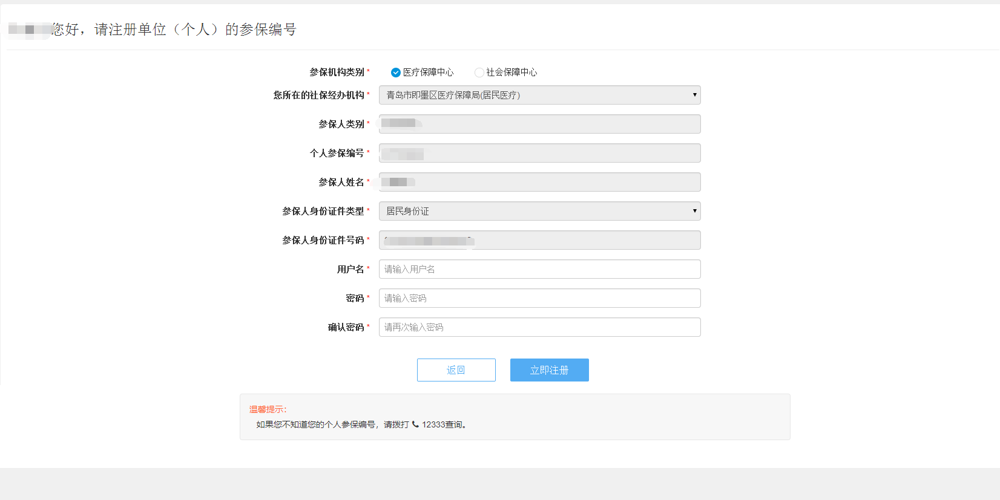 您好，请注册单位（个人）的参保编号
参保机构类别* 医疗保障中心 社会保障中心
您所在的社保经办机构* 青岛市即墨区医疗保障局(居民医疗)
参保人类别*
个人参保编号*
参保人姓名*
参保人身份证件类型* 居民身份证
参保人身份证件号码*
用户名* 请输入用户名
密码* 请输入密码
确认密码* 请再次输入密码
返回 立即注册
温馨提示：
如果您不知道您的个人参保编号，请拨打 12333查询。